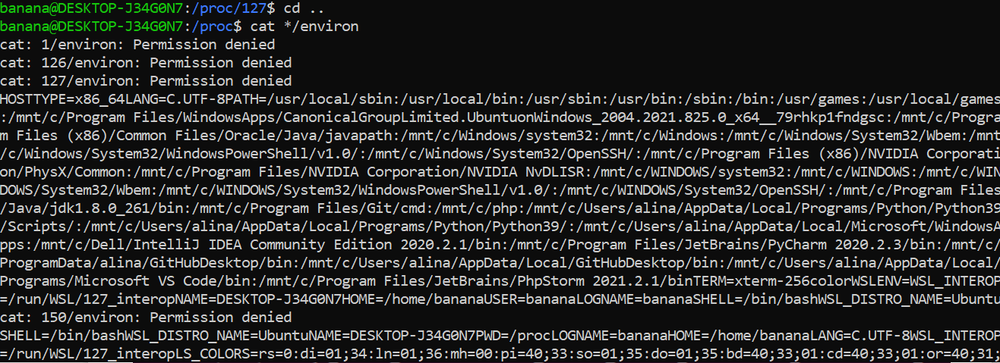 banana@DESKTOP-J34G0N7:/proc/127$ cd ..
banana@DESKTOP-J34G0N7:/proc$ cat */environ
cat: 1/environ: Permission denied
cat: 126/environ: Permission denied
cat: 127/environ: Permission denied
HOSTTYPE=x86_64LANG=C.UTF-8PATH=/usr/local/sbin:/usr/local/bin:/usr/sbin:/usr/bin:/sbin:/bin:/usr/games:/usr/local/games
:/mnt/c/Program Files/WindowsApps/CanonicalGroupLimited.UbuntuonWindows_2004.2021.825.0_x64__79rhkp1fndgsc:/mnt/c/Progra
m Files (x86)/Common Files/Oracle/Java/javapath:/mnt/c/Windows/system32:/mnt/c/Windows:/mnt/c/Windows/System32/Wbem:/mnt
/c/Windows/System32/WindowsPowerShell/v1.0/:/mnt/c/Windows/System32/OpenSSH/:/mnt/c/Program Files (x86)/NVIDIA Corporati
on/PhysX/Common:/mnt/c/Program Files/NVIDIA Corporation/NVIDIA NvDLISR:/mnt/c/WINDOWS/system32:/mnt/c/WINDOWS:/mnt/c/WIN
DOWS/System32/Wbem:/mnt/c/WINDOWS/System32/WindowsPowerShell/v1.0/:/mnt/c/WINDOWS/System32/OpenSSH/:/mnt/c/Program Files
/Java/jdk1.8.0_261/bin:/mnt/c/Program Files/Git/cmd:/mnt/c/php:/mnt/c/Users/alina/AppData/Local/Programs/Python/Python39
/Scripts/:/mnt/c/Users/alina/AppData/Local/Programs/Python/Python39/:/mnt/c/Users/alina/AppData/Local/Microsoft/WindowsA
pps:/mnt/c/Dell/IntelliJ IDEA Community Edition 2020.2.1/bin:/mnt/c/Program Files/JetBrains/PyCharm 2020.2.3/bin:/mnt/c/
ProgramData/alina/GitHubDesktop/bin:/mnt/c/Users/alina/AppData/Local/GitHubDesktop/bin:/mnt/c/Users/alina/AppData/Local/
Programs/Microsoft VS Code/bin:/mnt/c/Program Files/JetBrains/PhpStorm 2021.2.1/binTERM=xterm-256colorWSLENV=WSL_INTEROP
=/run/WSL/127_interopNAME=DESKTOP-J34G0N7HOME=/home/bananaUSER=bananaLOGNAME=bananaSHELL=/bin/bashWSL_DISTRO_NAME=Ubuntu
cat: 150/environ: Permission denied
SHELL=/bin/bashWSL_DISTRO_NAME=UbuntuNAME=DESKTOP-J34G0N7PWD=/procLOGNAME=bananaHOME=/home/bananaLANG=C.UTF-8WSL_INTEROP
=/run/WSL/127_interopLS_COLORS=rs=0:di=01;34:ln=01;36:mh=00:pi=40;33:so=01;35:do=01;35:bd=40;33;01:cd=40;33;01:or=40;31;